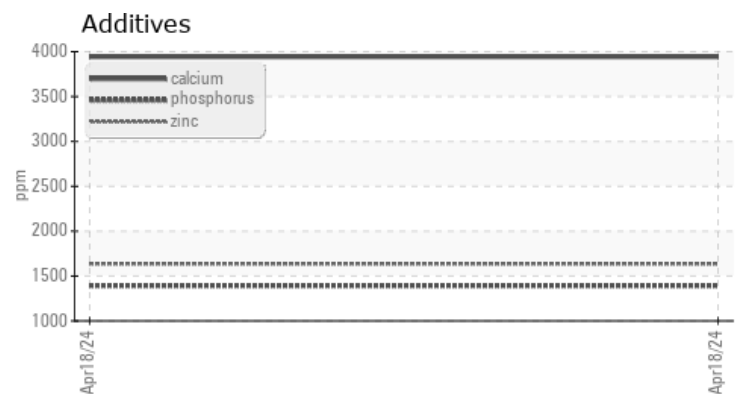 Additives
4000
3500
3000
2500
2000
1500
1000
ppm
calcium
phosphorus
zinc
Apr18/24
Apr18/24